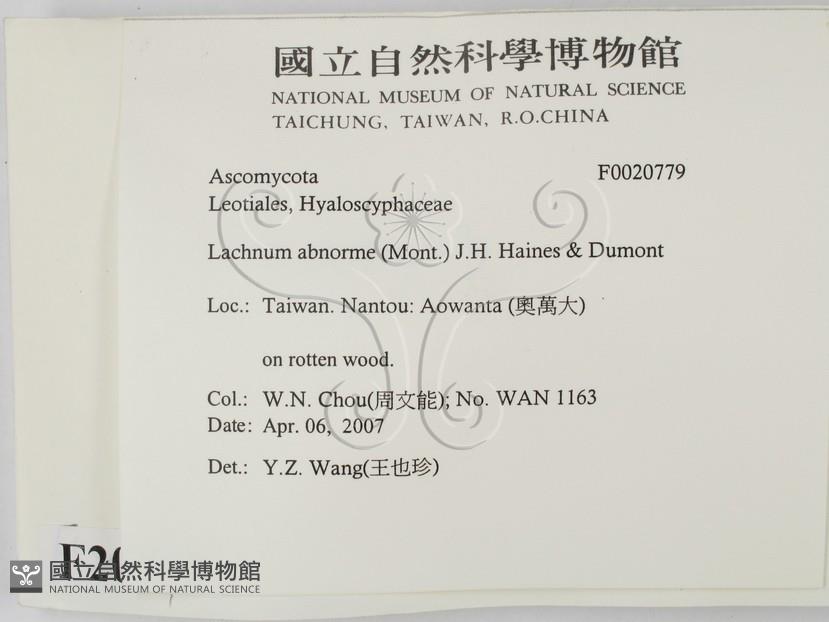 國立自然科學博物館
NATIONAL MUSEUM OF NATURAL SCIENCE
TAICHUNG, TAIWAN, R.O.CHINA
Ascomycota F0020779
Leotiales, Hyaloscyphaceae
Lachnum abnorme (Mont.) J.H. Haines & Dumont
Loc.: Taiwan. Nantou: Aowanta (奧萬大)
on rotten wood.
Col.: W.N. Chou(周文能); No. WAN 1163
Date: Apr. 06, 2007
Det.: Y.Z. Wang(王也珍)
國立自然科學博物館
NATIONAL MUSEUM OF NATURAL SCIENCE